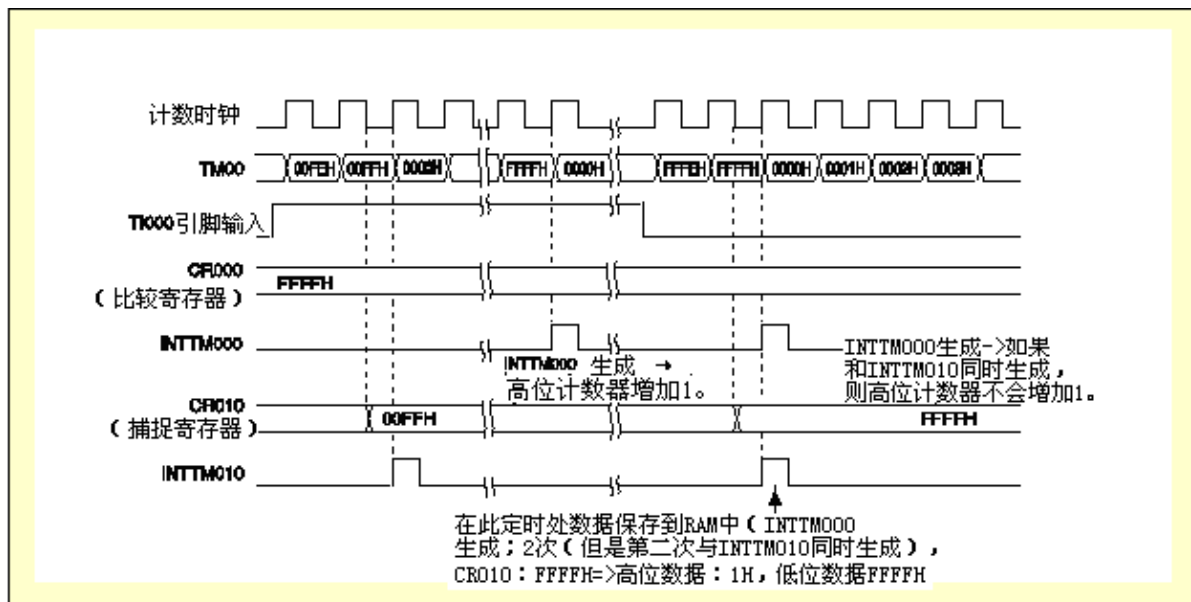 计数时钟
TM00 00FEH 00FFH FFFFH 0000H FFFEH FFFFH 0000H 0001H 0002H 0003H
TI000引脚输入
CR000
FFFFH
(比较寄存器)
INTTM000
INTTM000 生成 →
高位计数器增加1。
INTTM000生成->如果
和INTTM010同时生成,
则高位计数器不会增加1。
CR010
(捕捉寄存器)
00FFH
FFFFH
INTTM010
在此定时处数据保存到RAM中(INTTM000
生成;2次(但是第二次与INTTM010同时生成),
CR010:FFFFH=>高位数据:1H,低位数据FFFFH